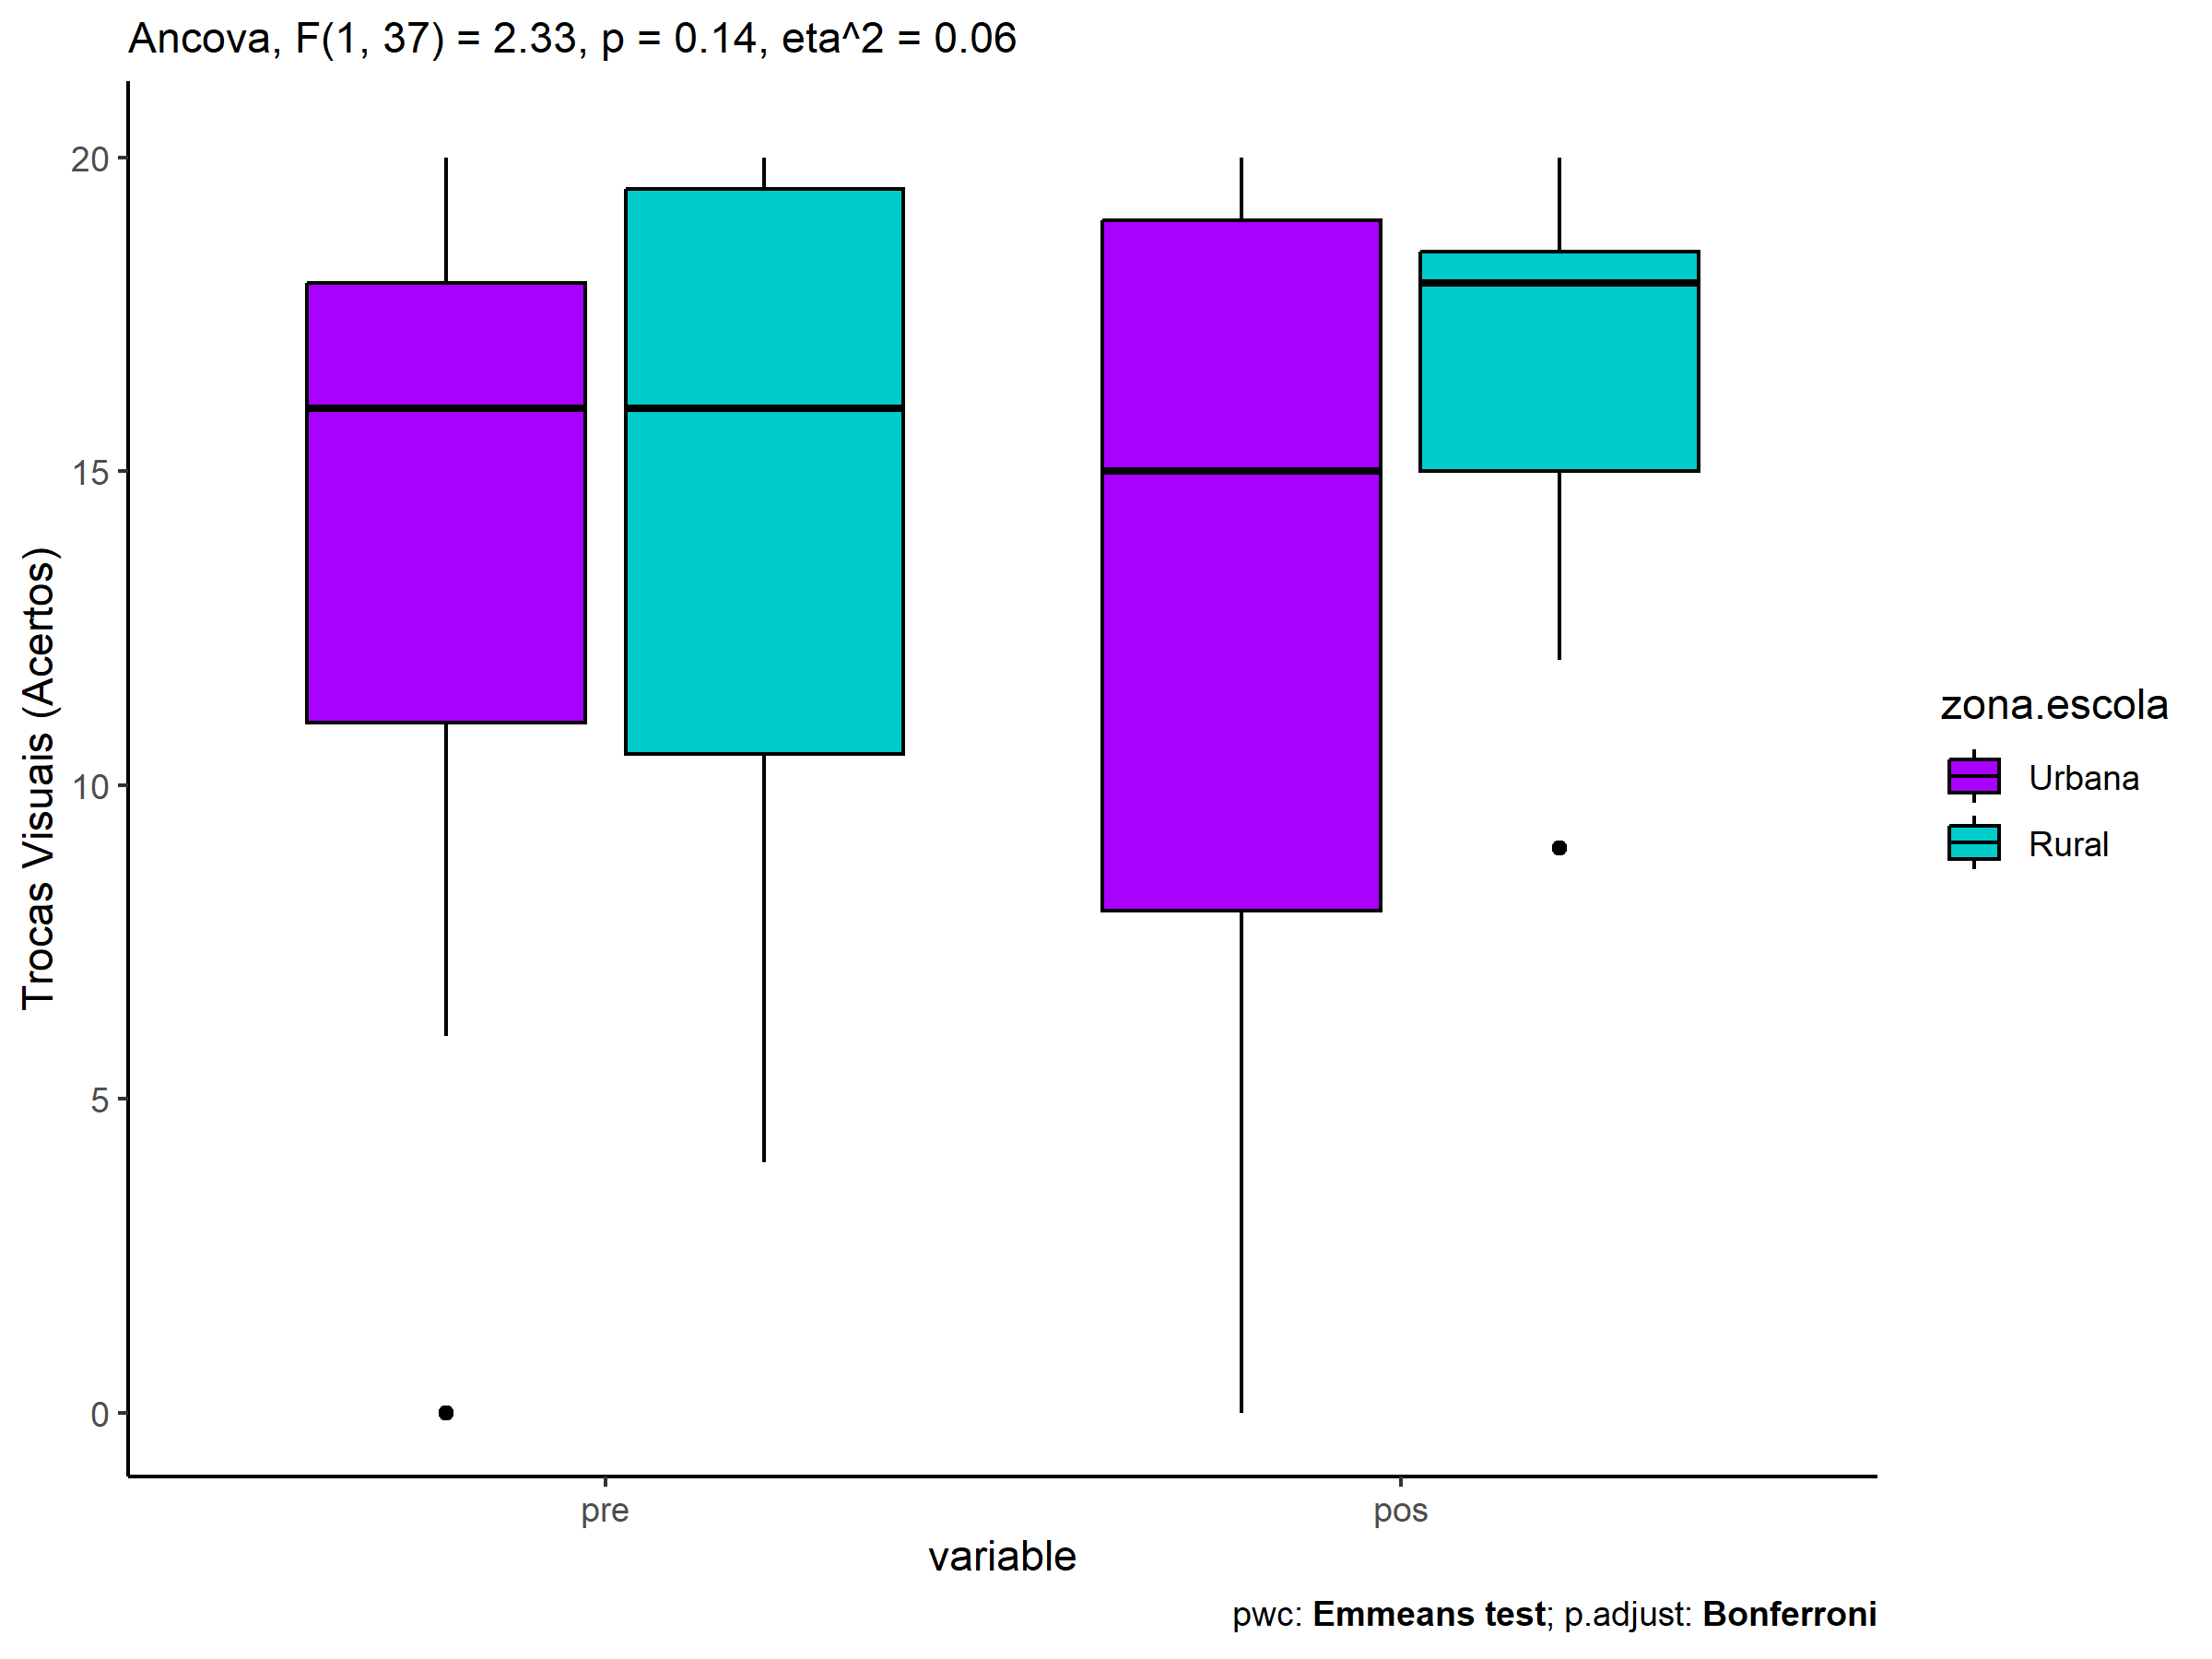 Ancova, F(1, 37) = 2.33, p = 0.14, eta^2 = 0.06
Trocas Visuais (Acertos)
20
15
10
5
0
pre
pos
variable
zona.escola
Urbana
Rural
pwc: Emmeans test; p.adjust: Bonferroni